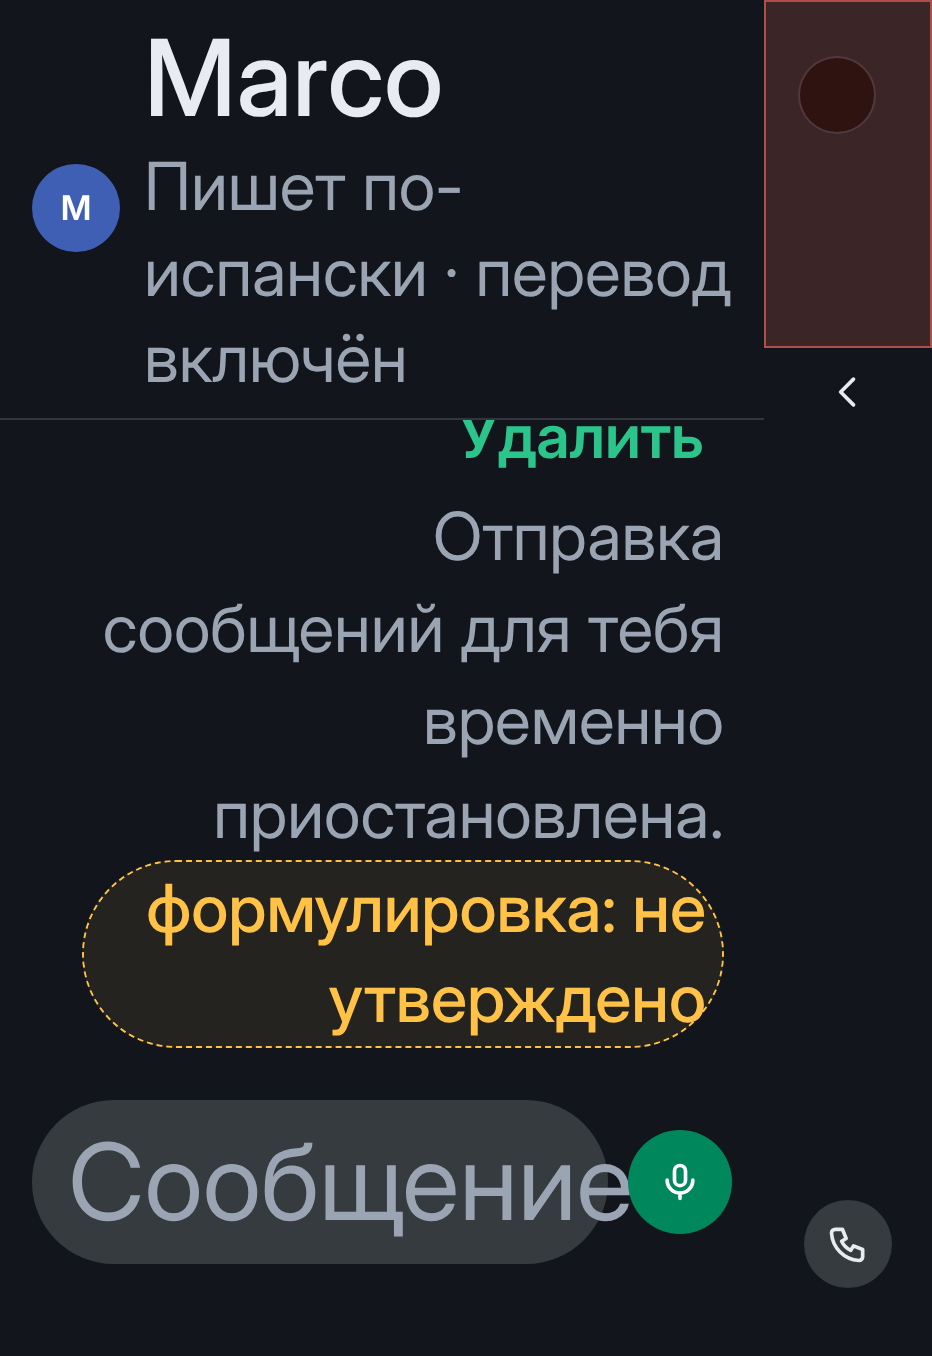 Marco
M
Пишет по-
испански · перевод
включён
Удалить
Отправка
сообщений для тебя
временно
приостановлена.
формулировка: не
утверждено
Сообщение